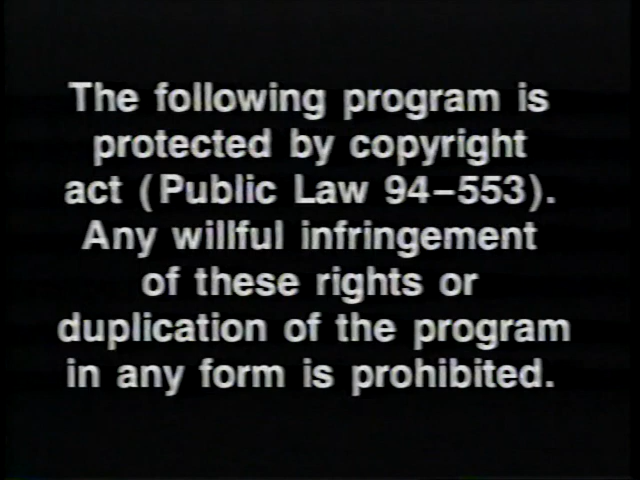 The following program is
protected by copyright
act (Public Law 94-553).
Any willful infringement
of these rights or
duplication of the program
in any form is prohibited.